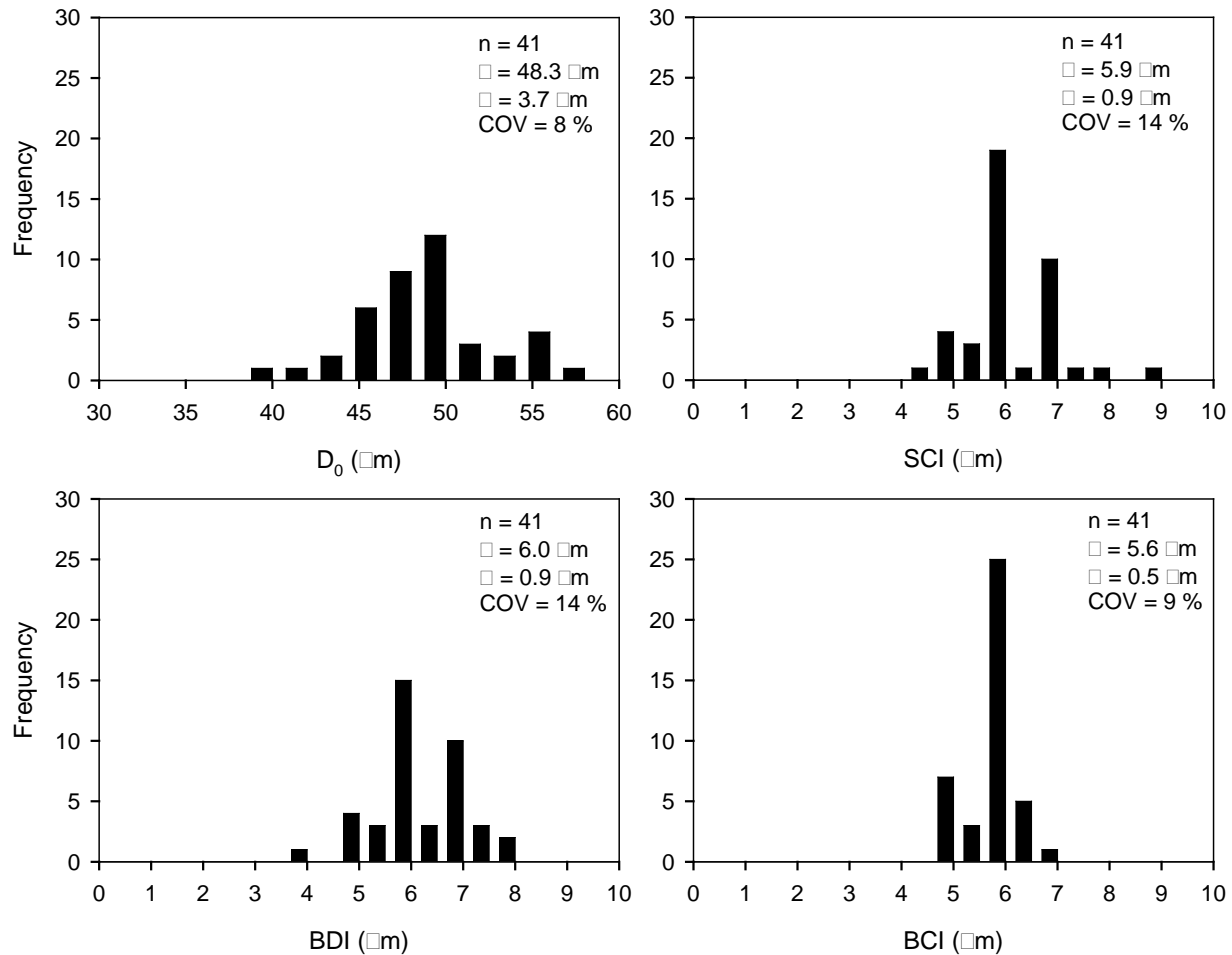 30
25
20
15
10
5
0
Frequency
n = 41
□ = 48.3 □m
□ = 3.7 □m
COV = 8 %
30 35 40 45 50 55 60
D₀ (□m)
n = 41
□ = 5.9 □m
□ = 0.9 □m
COV = 14 %
30
25
20
15
10
5
0
0 1 2 3 4 5 6 7 8 9 10
SCI (□m)
30
25
20
15
10
5
0
Frequency
n = 41
□ = 6.0 □m
□ = 0.9 □m
COV = 14 %
0 1 2 3 4 5 6 7 8 9 10
BDI (□m)
30
25
20
15
10
5
0
n = 41
□ = 5.6 □m
□ = 0.5 □m
COV = 9 %
0 1 2 3 4 5 6 7 8 9 10
BCI (□m)